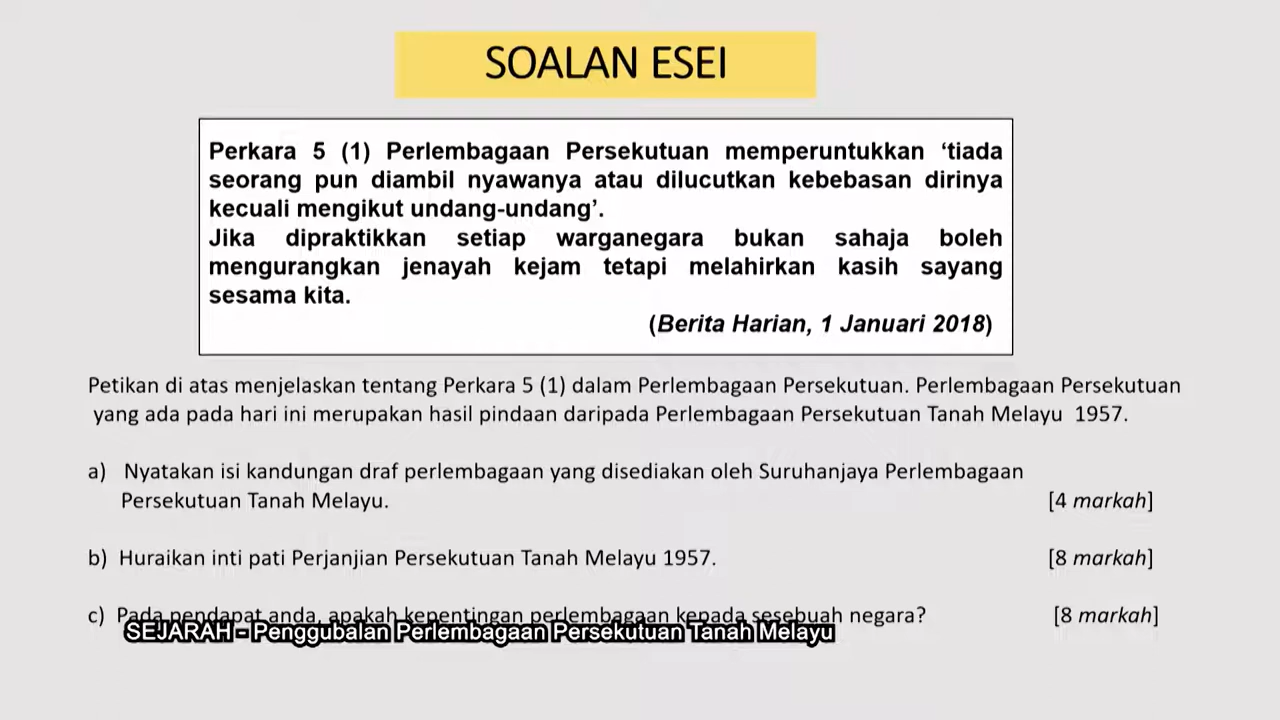 SOALAN ESEI
Perkara 5 (1) Perlembagaan Persekutuan memperuntukkan ‘tiada
seorang pun diambil nyawanya atau dilucutkan kebebasan dirinya
kecuali mengikut undang-undang’.
Jika dipraktikkan setiap warganegara bukan sahaja boleh
mengurangkan jenayah kejam tetapi melahirkan kasih sayang
sesama kita.
(Berita Harian, 1 Januari 2018)
Petikan di atas menjelaskan tentang Perkara 5 (1) dalam Perlembagaan Persekutuan. Perlembagaan Persekutuan
yang ada pada hari ini merupakan hasil pindaan daripada Perlembagaan Persekutuan Tanah Melayu 1957.
a) Nyatakan isi kandungan draf perlembagaan yang disediakan oleh Suruhanjaya Perlembagaan
Persekutuan Tanah Melayu. [4 markah]
b) Huraikan inti pati Perjanjian Persekutuan Tanah Melayu 1957. [8 markah]
c) Pada pendapat anda, apakah kepentingan perlembagaan kepada sesebuah negara? [8 markah]
SEJARAH - Penggubalan Perlembagaan Persekutuan Tanah Melayu